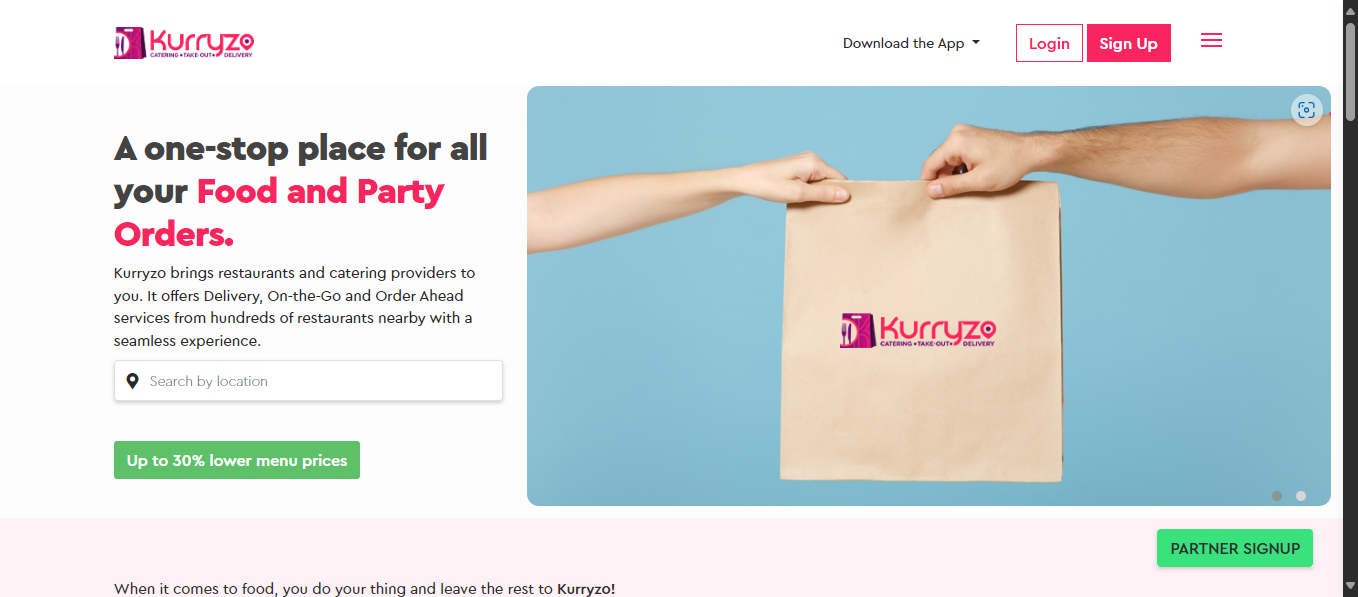 Kurryzo
CATERING • TAKE-OUT • DELIVERY
Download the App
Login
Sign Up
A one-stop place for all
your Food and Party
Orders.
Kurryzo brings restaurants and catering providers to
you. It offers Delivery, On-the-Go and Order Ahead
services from hundreds of restaurants nearby with a
seamless experience.
Search by location
Up to 30% lower menu prices
Kurryzo
CATERING • TAKE-OUT • DELIVERY
PARTNER SIGNUP
When it comes to food, you do your thing and leave the rest to Kurryzo!